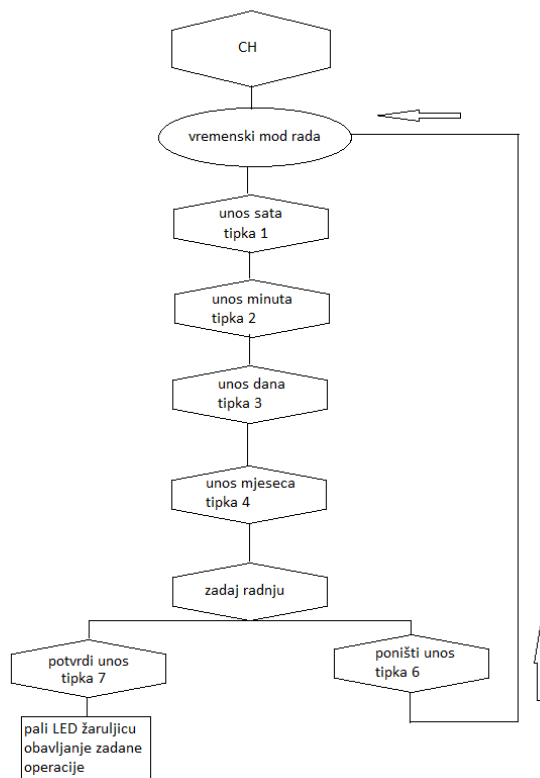 CH
vremenski mod rada
unos sata
tipka 1
unos minuta
tipka 2
unos dana
tipka 3
unos mjeseca
tipka 4
zadaj radnju
potvrdi unos
tipka 7
poništi unos
tipka 6
pali LED žaruljicu
obavljanje zadane
operacije